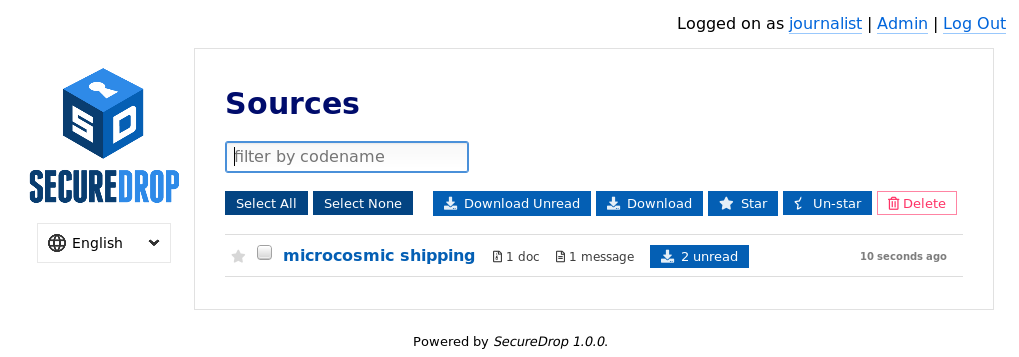 Logged on as journalist | Admin | Log Out
SD
SECUREDROP
English
Sources
filter by codename
Select All Select None Download Unread Download Star Un-star Delete
microcosmic shipping 1 doc 1 message 2 unread 10 seconds ago
Powered by SecureDrop 1.0.0.